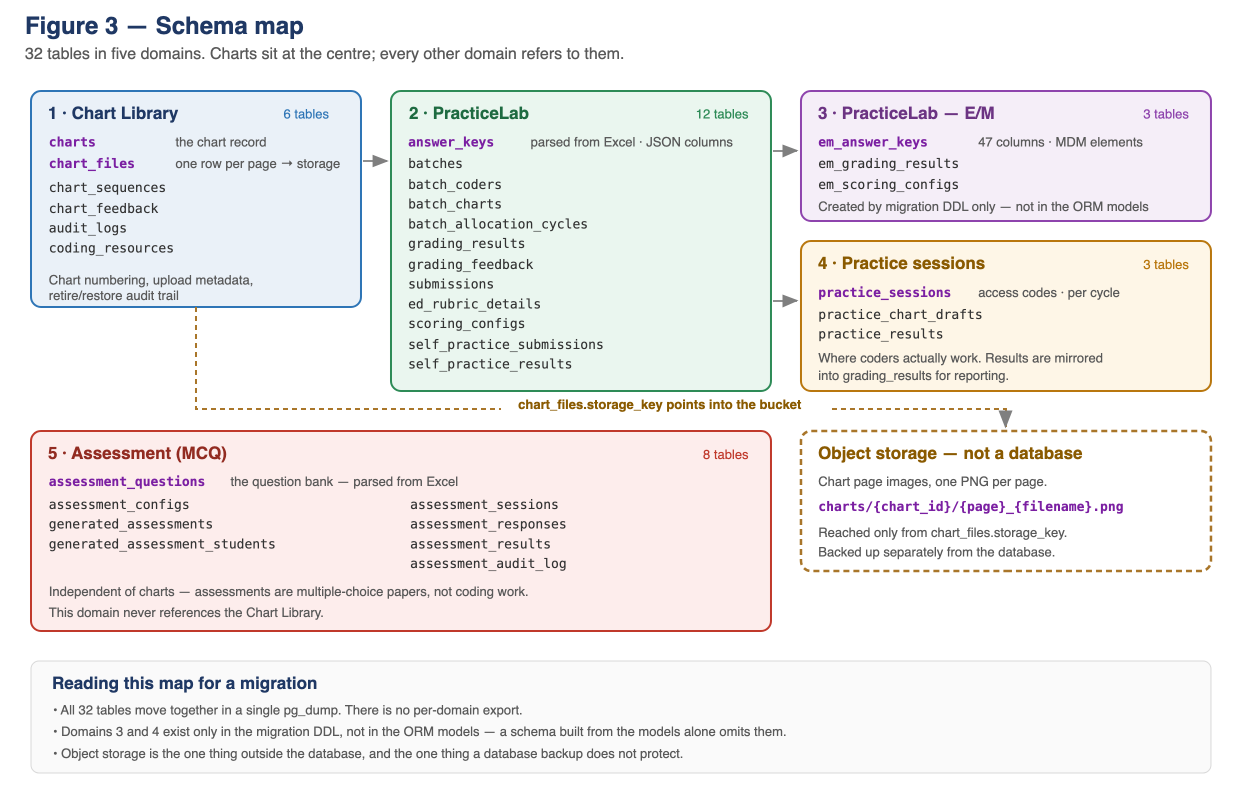 Figure 3 — Schema map
32 tables in five domains. Charts sit at the centre; every other domain refers to them.
1 · Chart Library 6 tables
charts the chart record
chart_files one row per page → storage
chart_sequences
chart_feedback
audit_logs
coding_resources
Chart numbering, upload metadata,
retire/restore audit trail
2 · PracticeLab 12 tables
answer_keys parsed from Excel · JSON columns
batches
batch_coders
batch_charts
batch_allocation_cycles
grading_results
grading_feedback
submissions
ed_rubric_details
scoring_configs
self_practice_submissions
self_practice_results
3 · PracticeLab — E/M 3 tables
em_answer_keys 47 columns · MDM elements
em_grading_results
em_scoring_configs
Created by migration DDL only — not in the ORM models
4 · Practice sessions 3 tables
practice_sessions access codes · per cycle
practice_chart_drafts
practice_results
Where coders actually work. Results are mirrored
into grading_results for reporting.
chart_files.storage_key points into the bucket
5 · Assessment (MCQ) 8 tables
assessment_questions the question bank — parsed from Excel
assessment_configs
generated_assessments
generated_assessment_students
assessment_sessions
assessment_responses
assessment_results
assessment_audit_log
Independent of charts — assessments are multiple-choice papers, not coding work.
This domain never references the Chart Library.
Object storage — not a database
Chart page images, one PNG per page.
charts/{chart_id}/{page}_{filename}.png
Reached only from chart_files.storage_key.
Backed up separately from the database.
Reading this map for a migration
• All 32 tables move together in a single pg_dump. There is no per-domain export.
• Domains 3 and 4 exist only in the migration DDL, not in the ORM models — a schema built from the models alone omits them.
• Object storage is the one thing outside the database, and the one thing a database backup does not protect.